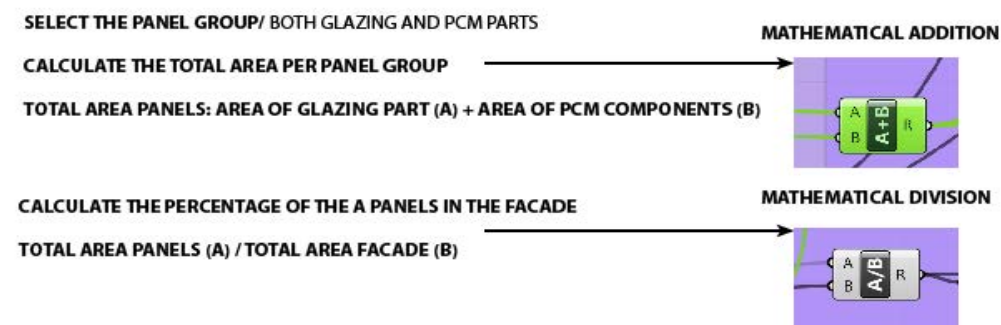 SELECT THE PANEL GROUP/ BOTH GLAZING AND PCM PARTS
MATHEMATICAL ADDITION
CALCULATE THE TOTAL AREA PER PANEL GROUP
TOTAL AREA PANELS: AREA OF GLAZING PART (A) + AREA OF PCM COMPONENTS (B)
A
B
A+B
R
CALCULATE THE PERCENTAGE OF THE A PANELS IN THE FACADE
MATHEMATICAL DIVISION
TOTAL AREA PANELS (A) / TOTAL AREA FACADE (B)
A
B
A/B
R